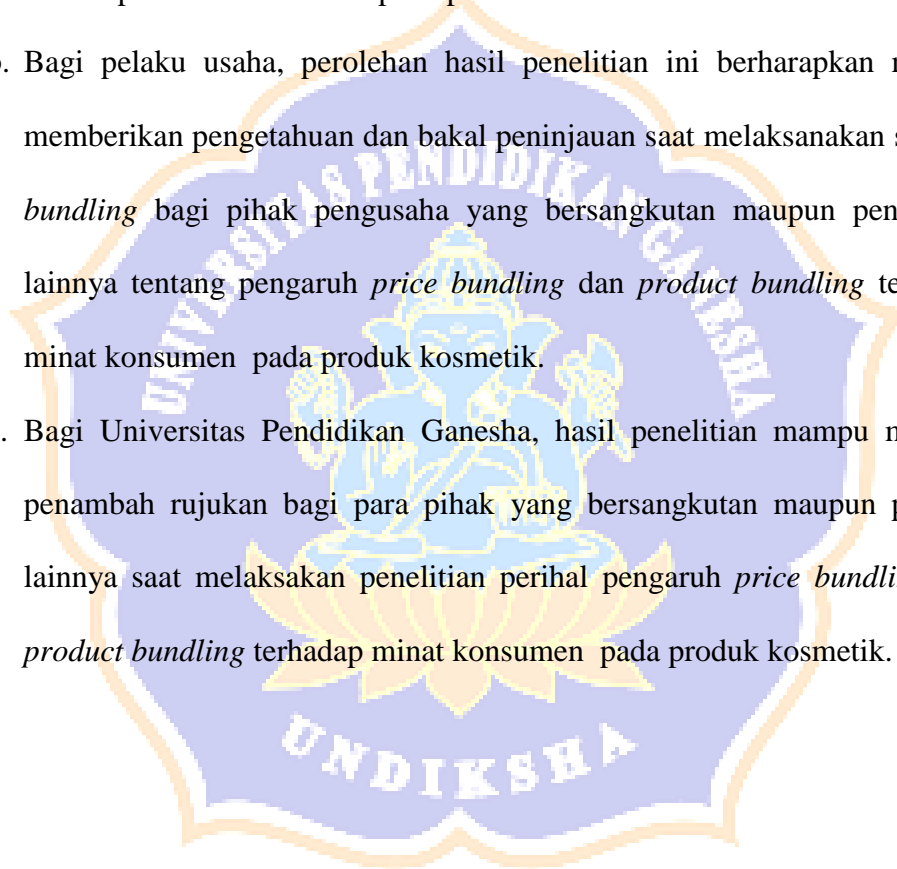 . Bagi pelaku usaha, perolehan hasil penelitian ini berharapkan
memberikan pengetahuan dan bakal peninjauan saat melaksanakan
bundling bagi pihak pengusaha yang bersangkutan maupun
lainnya tentang pengaruh price bundling dan product bundling
minat konsumen pada produk kosmetik.
. Bagi Universitas Pendidikan Ganesha, hasil penelitian mampu
penambah rujukan bagi para pihak yang bersangkutan maupun
lainnya saat melaksakan penelitian perihal pengaruh price
product bundling terhadap minat konsumen pada produk kosmetik.
UNIVERSITAS PENDIDIKAN GANESHA
UNDIKSHA